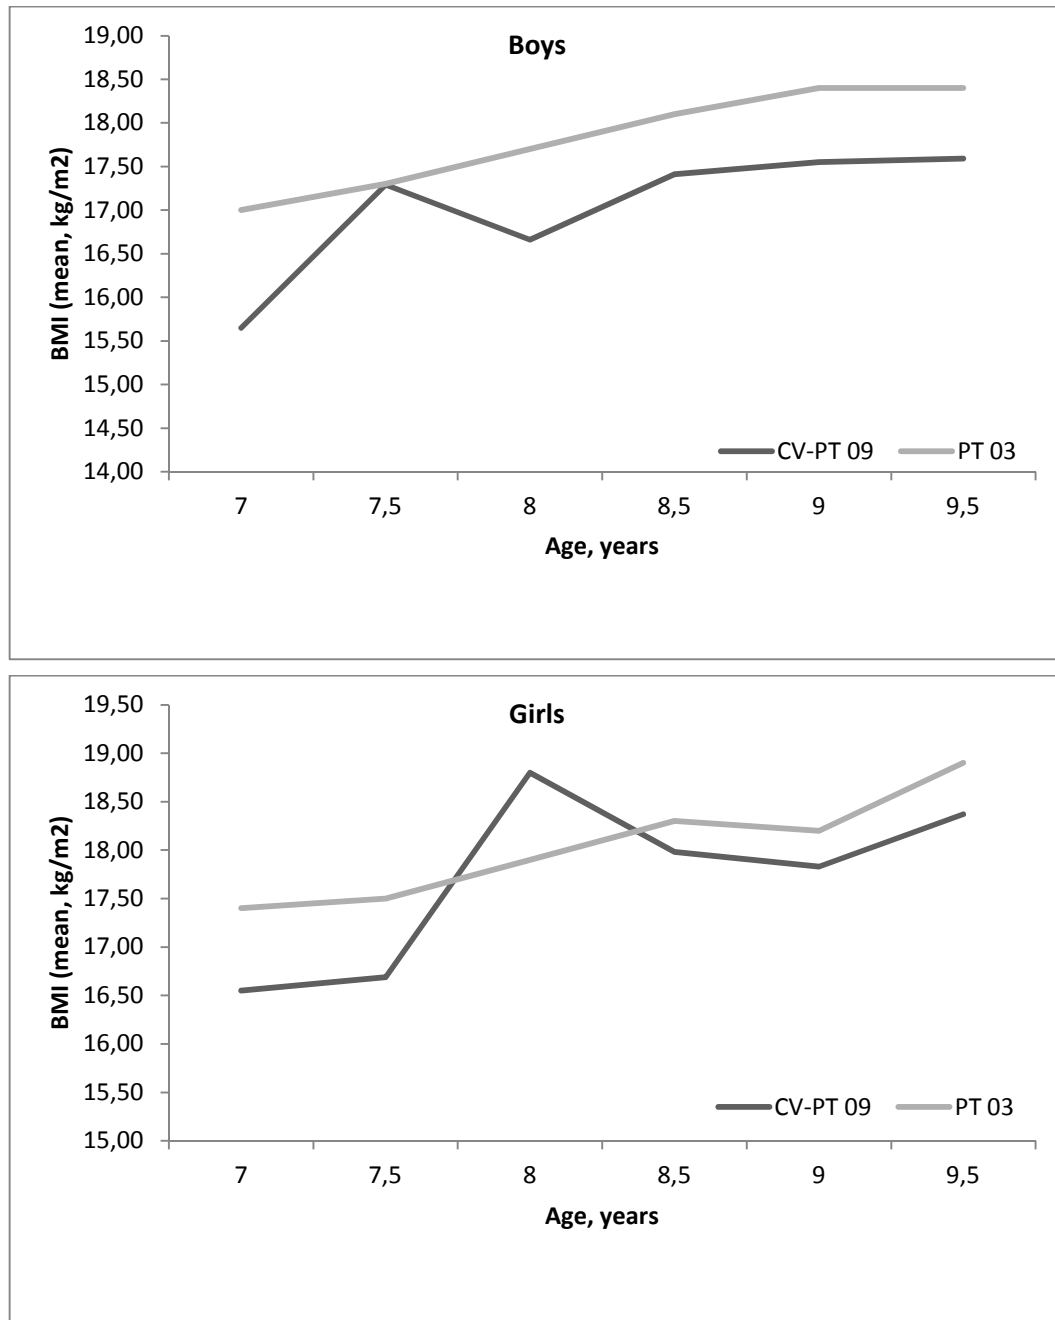 Boys
BMI (mean, kg/m2)
19,00
18,50
18,00
17,50
17,00
16,50
16,00
15,50
15,00
14,50
14,00
CV-PT 09 PT 03
7 7,5 8 8,5 9 9,5
Age, years
Girls
BMI (mean, kg/m2)
19,50
19,00
18,50
18,00
17,50
17,00
16,50
16,00
15,50
15,00
CV-PT 09 PT 03
7 7,5 8 8,5 9 9,5
Age, years